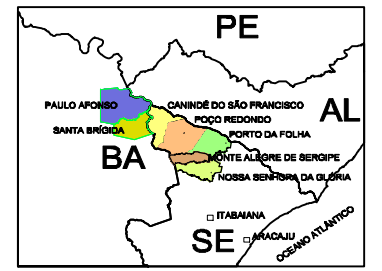 PE
PAULO AFONSO
CANINDÉ DO SÃO FRANCISCO
AL
POÇO REDONDO
SANTA BRÍGIDA
PORTO DA FOLHA
BA
MONTE ALEGRE DE SERGIPE
NOSSA SENHORA DA GLÓRIA
ITABAIANA
SE
ARACAJU
OCEANO ATLÂNTICO